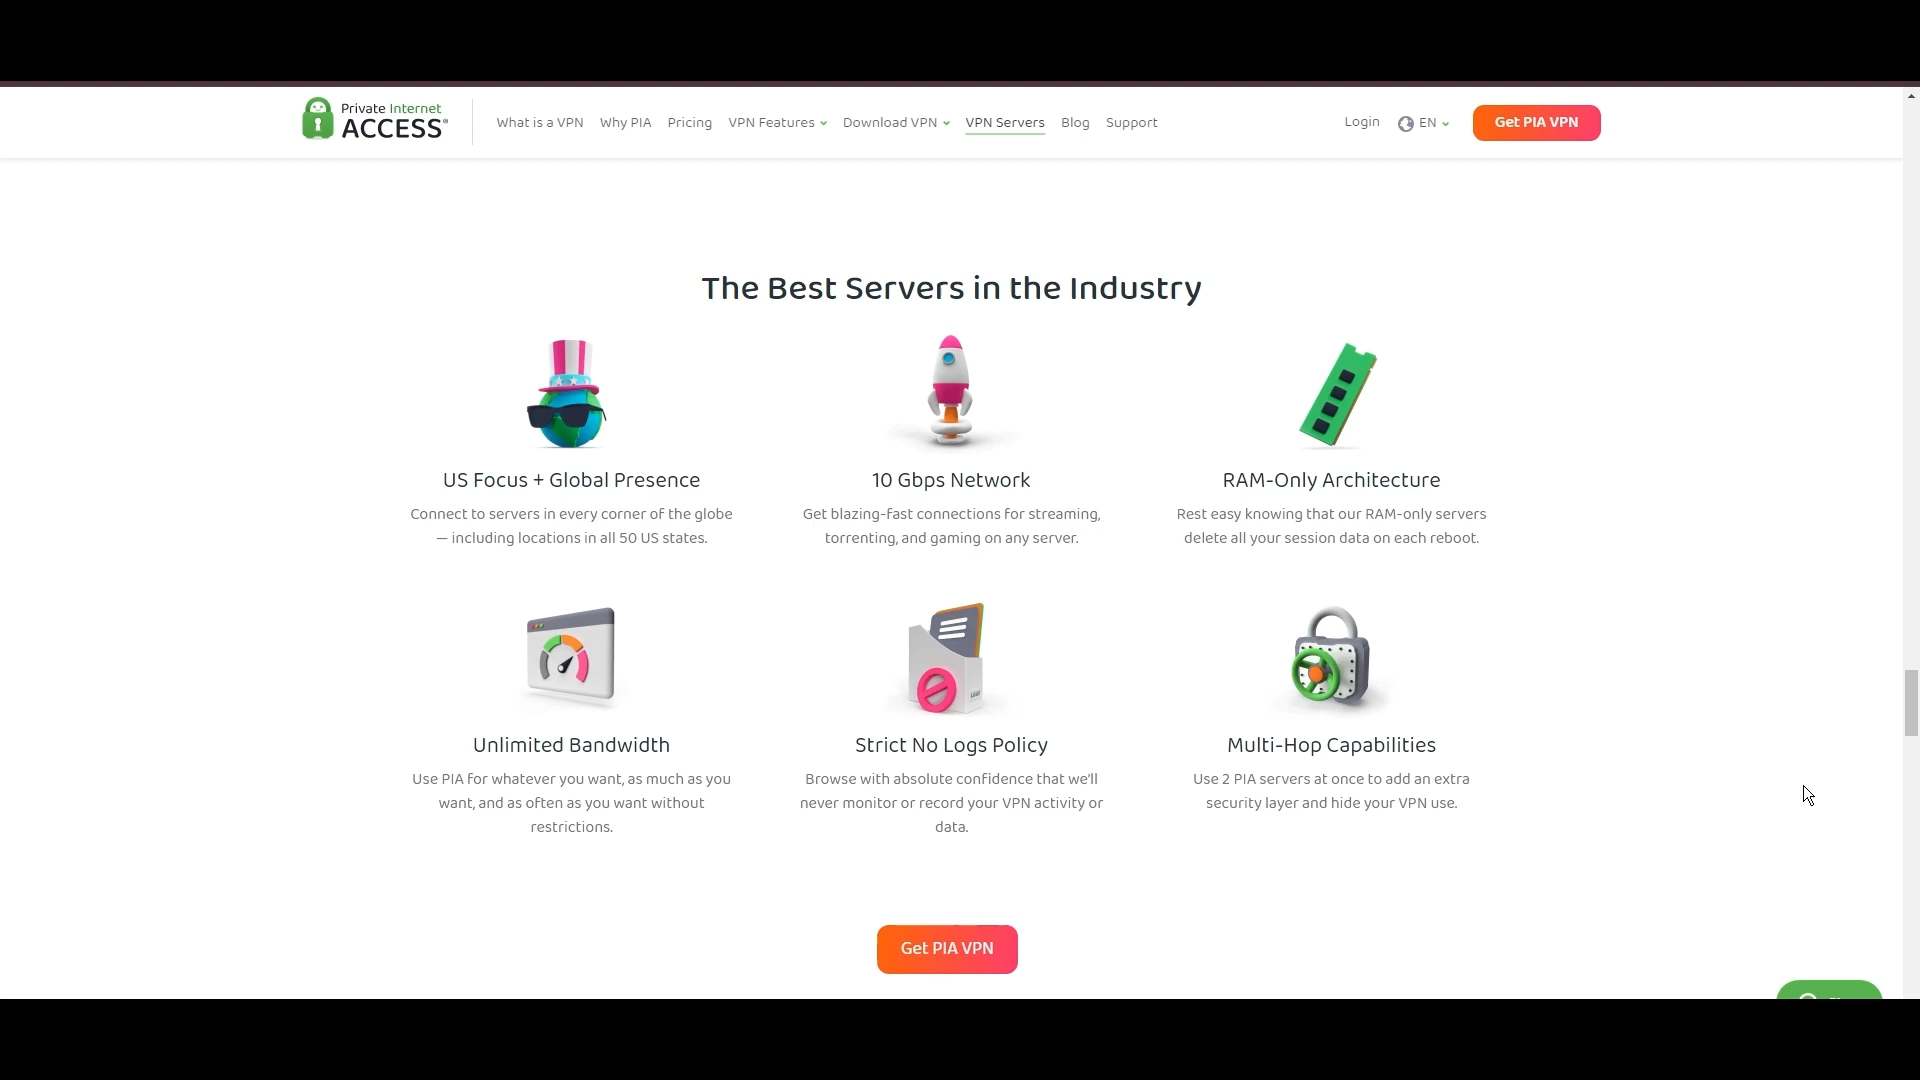 Private Internet
ACCESS®
What is a VPN Why PIA Pricing VPN Features Download VPN VPN Servers Blog Support Login EN Get PIA VPN
The Best Servers in the Industry
US Focus + Global Presence
Connect to servers in every corner of the globe
— including locations in all 50 US states.
10 Gbps Network
Get blazing-fast connections for streaming,
torrenting, and gaming on any server.
RAM-Only Architecture
Rest easy knowing that our RAM-only servers
delete all your session data on each reboot.
Unlimited Bandwidth
Use PIA for whatever you want, as much as you
want, and as often as you want without
restrictions.
Strict No Logs Policy
Browse with absolute confidence that we'll
never monitor or record your VPN activity or
data.
Multi-Hop Capabilities
Use 2 PIA servers at once to add an extra
security layer and hide your VPN use.
Get PIA VPN